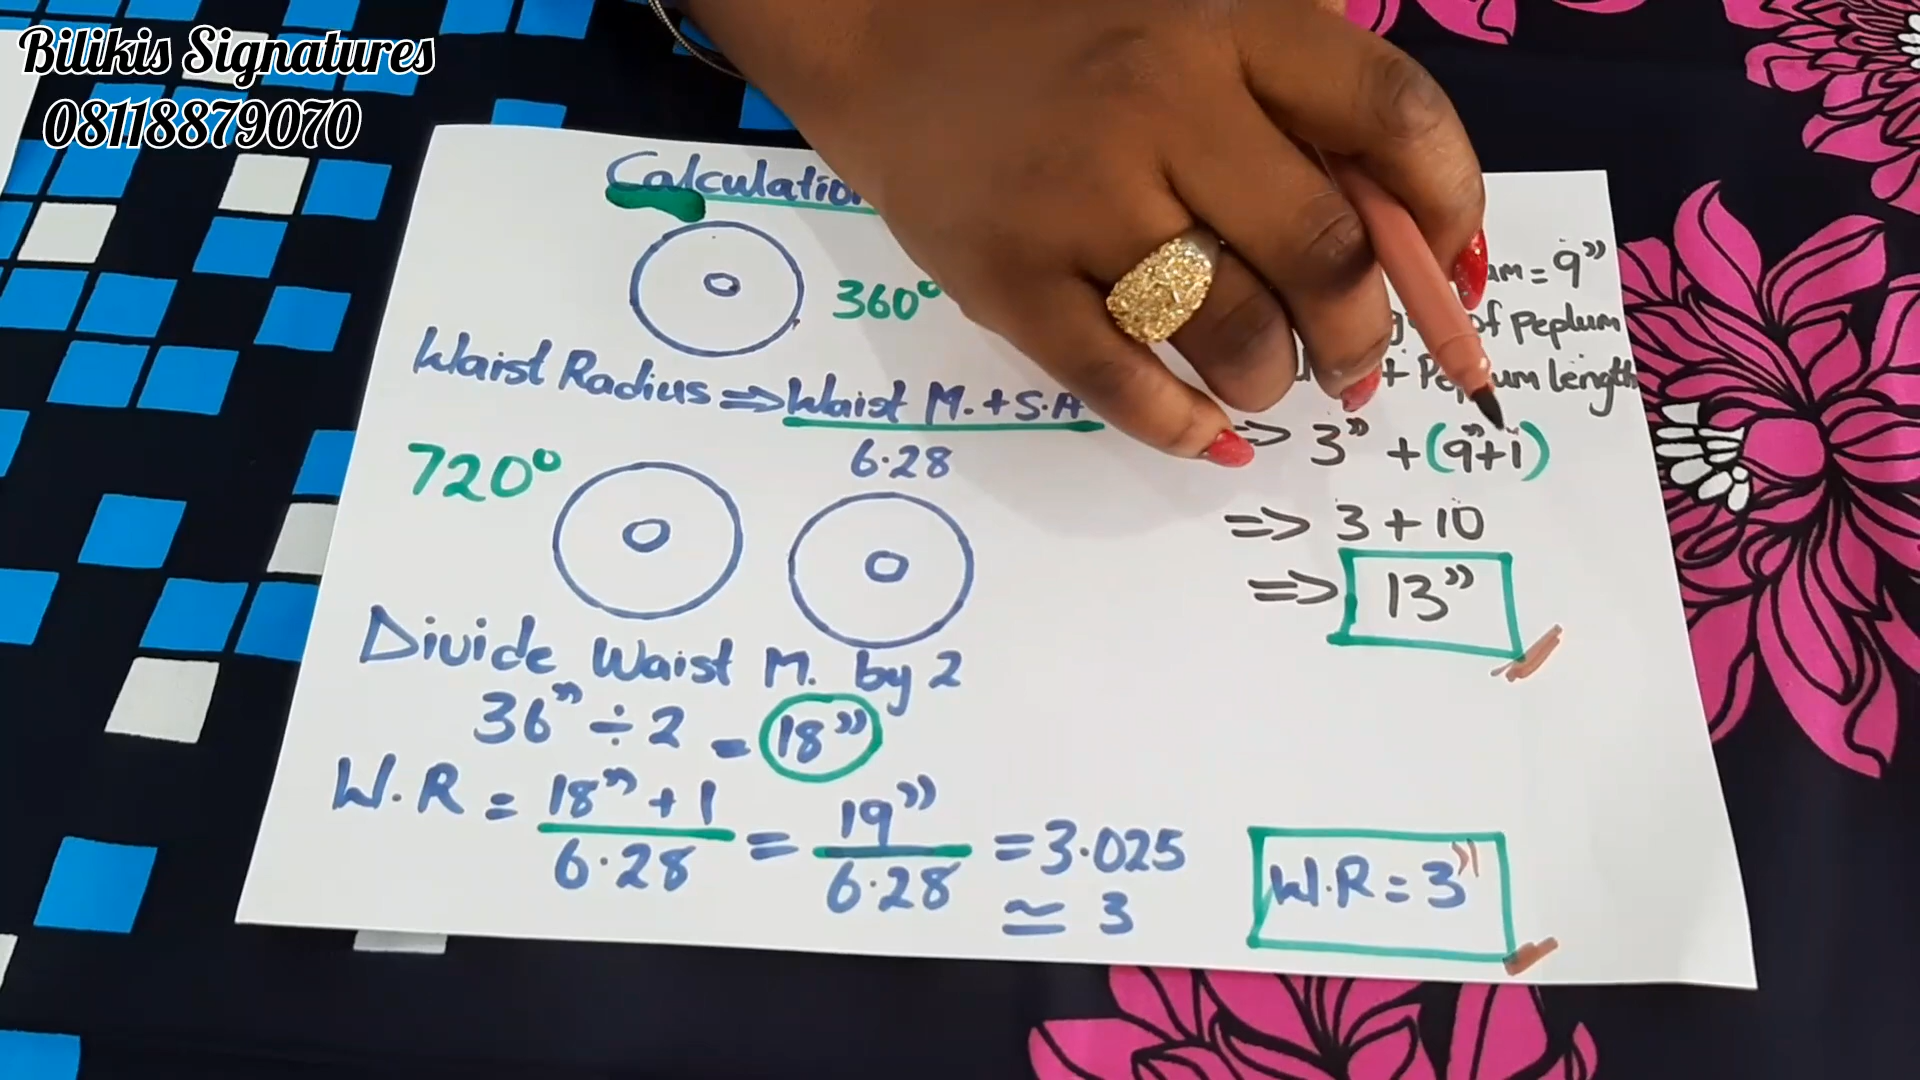 Bilikis Signatures
08118879070
Calculation
360°
Waist Radius => Waist M. + S.A
6.28
720°
Divide Waist M. by 2
36" ÷ 2 = 18"
W.R = 18" + 1 = 19" = 3.025
6.28 6.28 ≃ 3
= 9"
of Peplum
+ Peplum Length
=> 3" + (9"+1)
=> 3 + 10
=> 13"
W.R = 3"